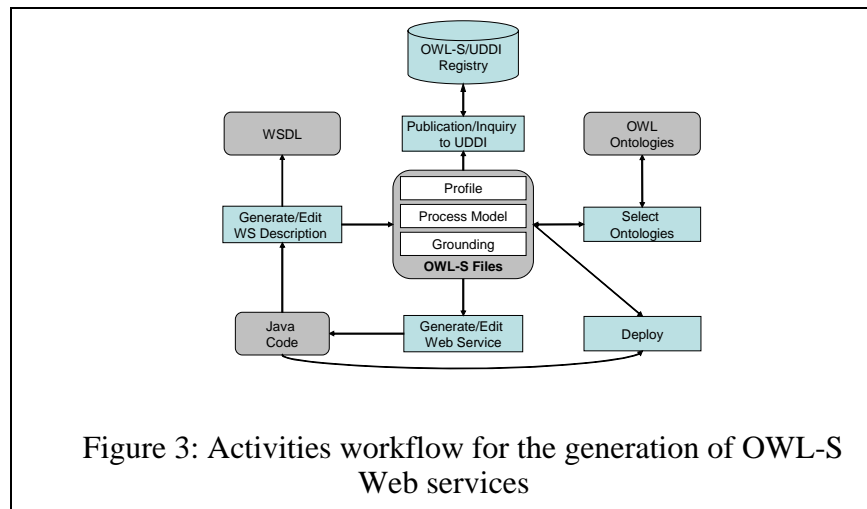 OWL-S/UDDI
Registry
WSDL
Publication/Inquiry
to UDDI
OWL
Ontologies
Profile
Process Model
Grounding
OWL-S Files
Generate/Edit
WS Description
Select
Ontologies
Java
Code
Generate/Edit
Web Service
Deploy
Figure 3: Activities workflow for the generation of OWL-S
Web services